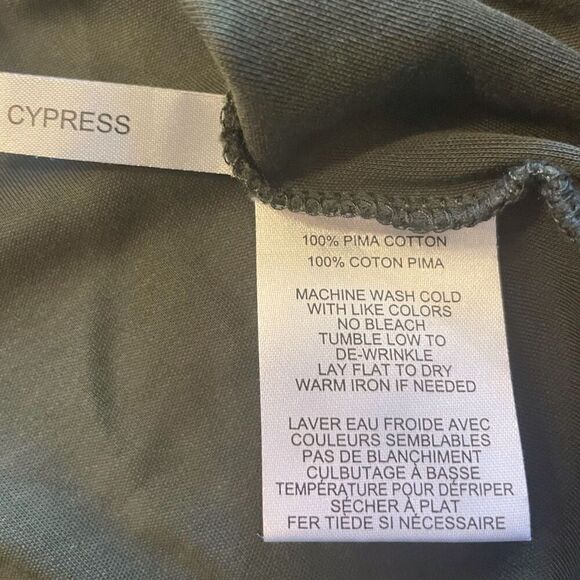 CYPRESS
100% PIMA COTTON
100% COTON PIMA
MACHINE WASH COLD
WITH LIKE COLORS
NO BLEACH
TUMBLE LOW TO
DE-WRINKLE
LAY FLAT TO DRY
WARM IRON IF NEEDED
LAVER EAU FROIDE AVEC
COULEURS SEMBLABLES
PAS DE BLANCHIMENT
CULBUTAGE À BASSE
TEMPÉRATURE POUR DÉFRIPER
SÉCHER À PLAT
FER TIÈDE SI NÉCESSAIRE